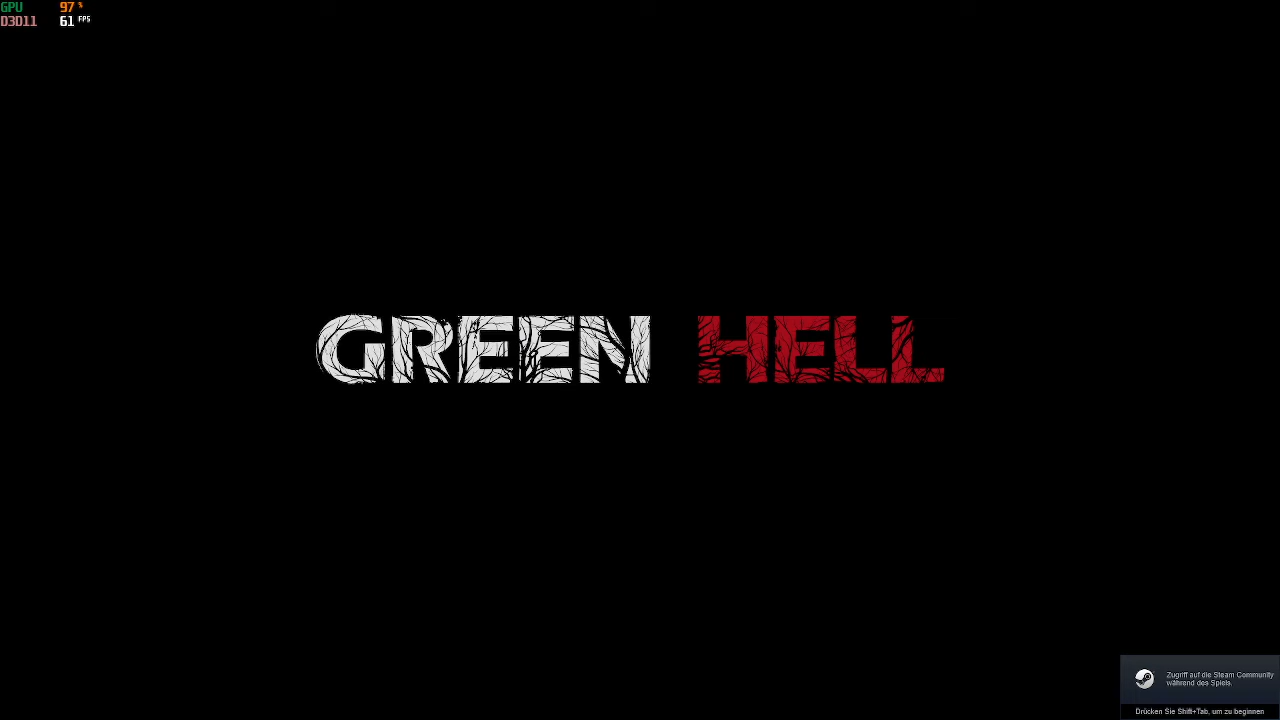 GPU 97 %
D3D11 61 FPS
GREEN HELL
Zugriff auf die Steam Community
während des Spiels.
Drücken Sie Shift+Tab, um zu beginnen